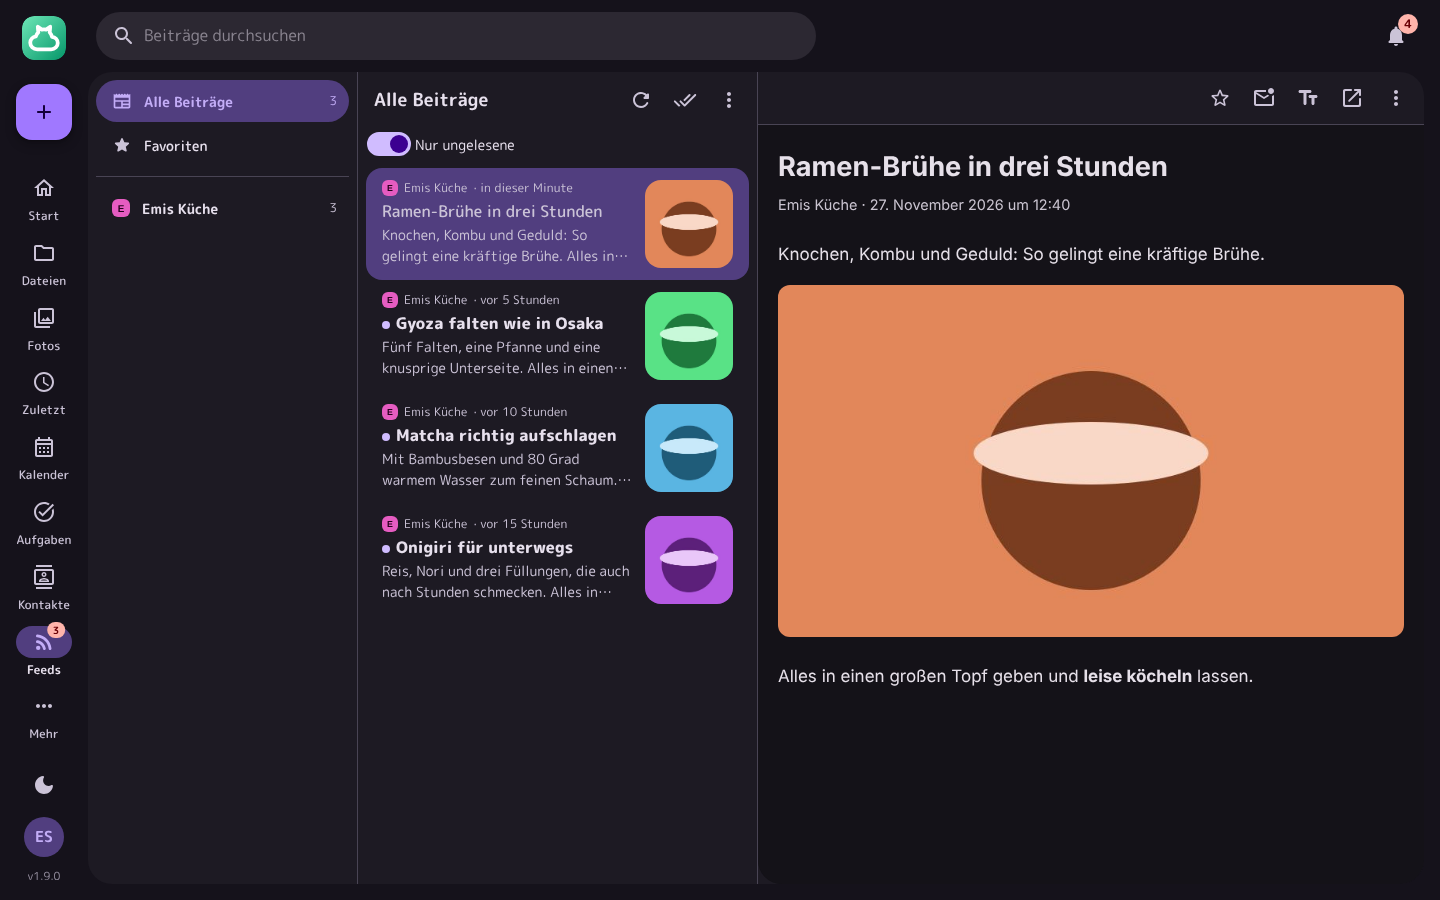 Beiträge durchsuchen
4
Start
Dateien
Fotos
Zuletzt
Kalender
Aufgaben
Kontakte
3
Feeds
Mehr
ES
v1.9.0
Alle Beiträge 3
Favoriten
E Emis Küche 3
Alle Beiträge
Nur ungelesene
E Emis Küche · in dieser Minute
Ramen-Brühe in drei Stunden
Knochen, Kombu und Geduld: So
gelingt eine kräftige Brühe. Alles in…
E Emis Küche · vor 5 Stunden
Gyoza falten wie in Osaka
Fünf Falten, eine Pfanne und eine
knusprige Unterseite. Alles in einen…
E Emis Küche · vor 10 Stunden
Matcha richtig aufschlagen
Mit Bambusbesen und 80 Grad
warmem Wasser zum feinen Schaum.…
E Emis Küche · vor 15 Stunden
Onigiri für unterwegs
Reis, Nori und drei Füllungen, die auch
nach Stunden schmecken. Alles in…
Ramen-Brühe in drei Stunden
Emis Küche · 27. November 2026 um 12:40
Knochen, Kombu und Geduld: So gelingt eine kräftige Brühe.
Alles in einen großen Topf geben und leise köcheln lassen.